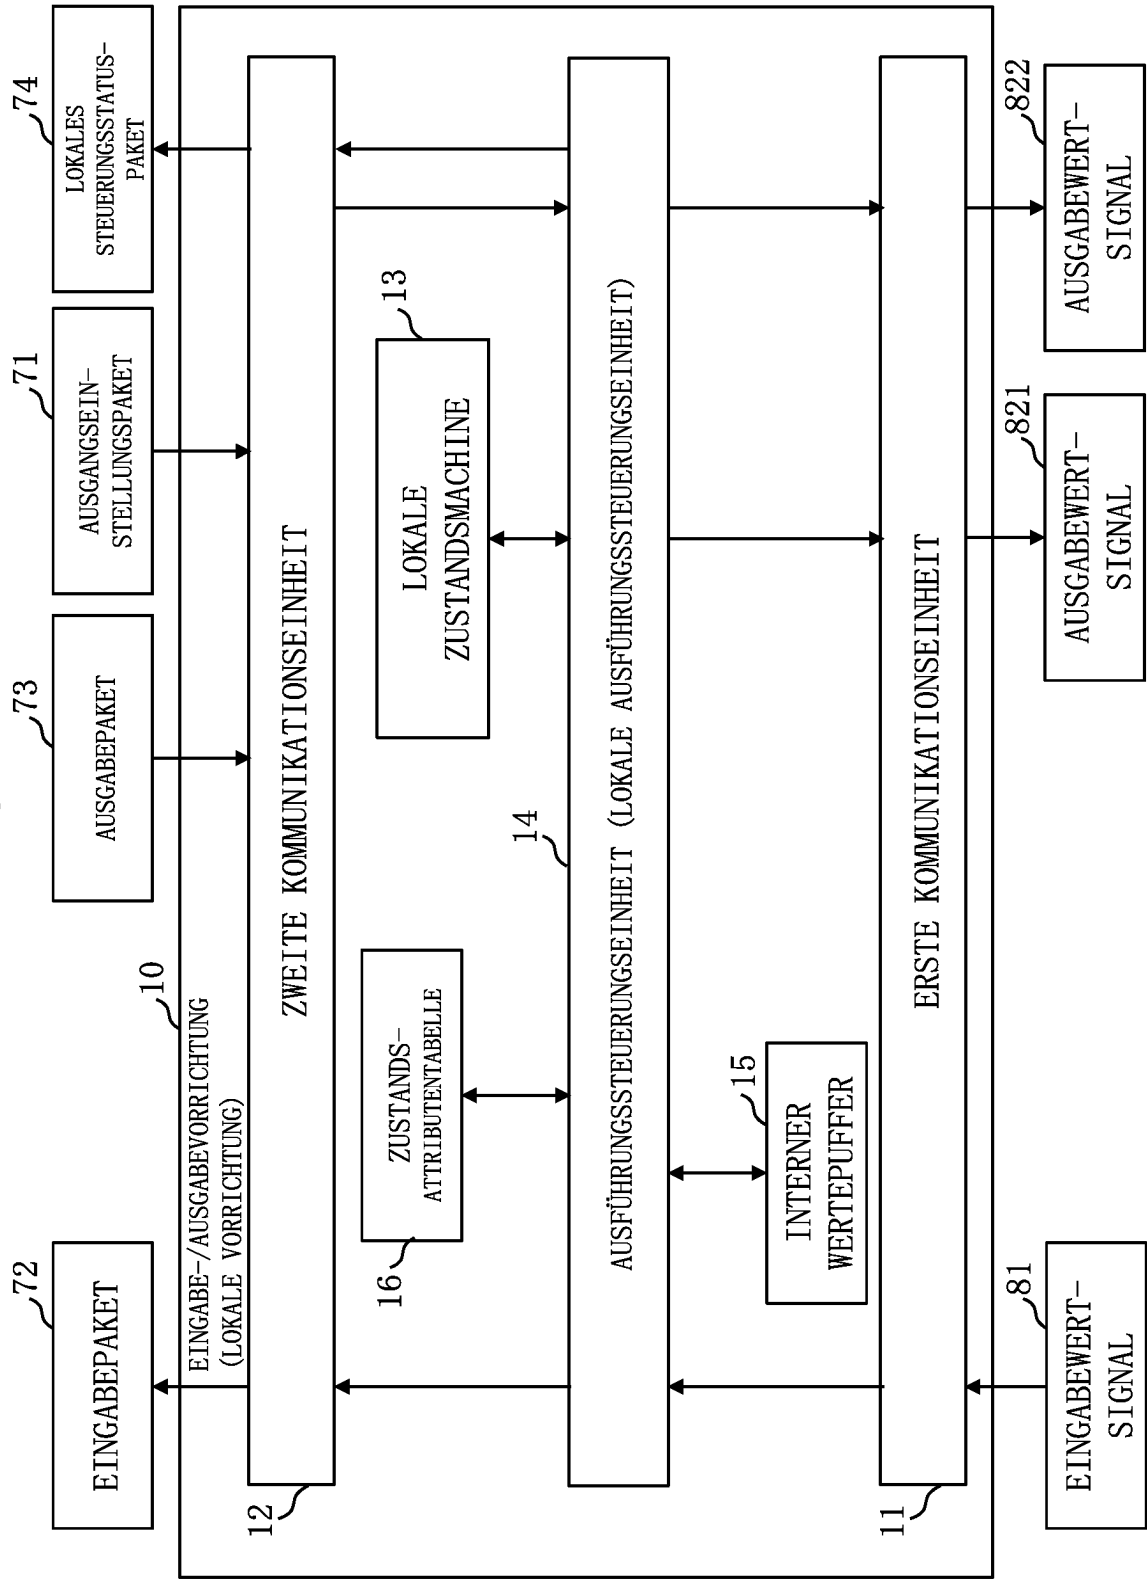 72
EINGABEPAKET
73
AUSGABEPAKET
71
AUSGANGSEIN-
STELLUNGSPAKET
74
LOKALES
STEUERUNGSSTATUS-
PAKET
10
EINGABE-/AUSGABEVORRICHTUNG
(LOKALE VORRICHTUNG)
12
ZWEITE KOMMUNIKATIONSEINHEIT
16
ZUSTANDS-
ATTRIBUTENTABELLE
13
LOKALE
ZUSTANDSMACHINE
14
AUSFÜHRUNGSSTEUERUNGSEINHEIT (LOKALE AUSFÜHRUNGSSTEUERUNGSEINHEIT)
15
INTERNER
WERTEPUFFER
11
ERSTE KOMMUNIKATIONSEINHEIT
81
EINGABEWERT-
SIGNAL
821
AUSGABEWERT-
SIGNAL
822
AUSGABEWERT-
SIGNAL